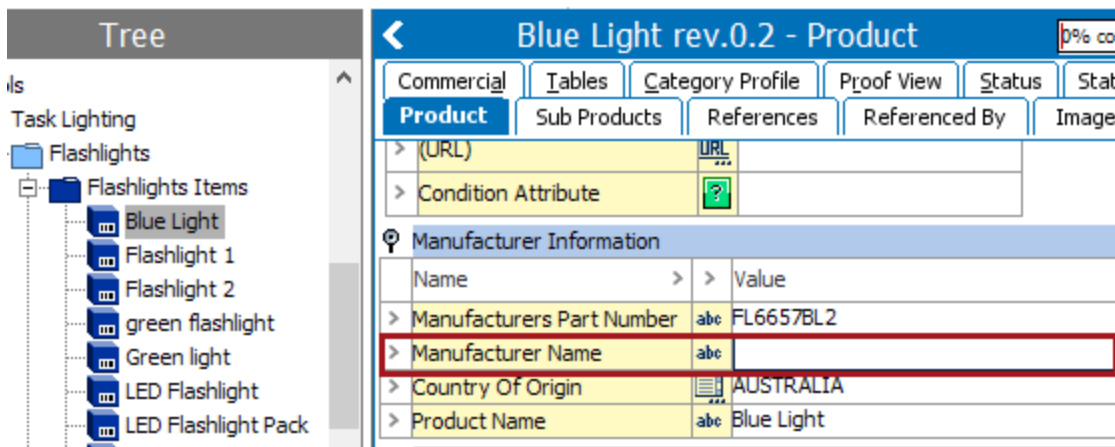 Tree
ls
Task Lighting
Flashlights
Flashlights Items
Blue Light
Flashlight 1
Flashlight 2
green flashlight
Green light
LED Flashlight
LED Flashlight Pack
Blue Light rev.0.2 - Product
0% co
Commercial Tables Category Profile Proof View Status Stat
Product Sub Products References Referenced By Image
(URL) URL
Condition Attribute ?
Manufacturer Information
Name > > Value
> Manufacturers Part Number abc FL6657BL2
> Manufacturer Name abc
> Country Of Origin AUSTRALIA
> Product Name abc Blue Light